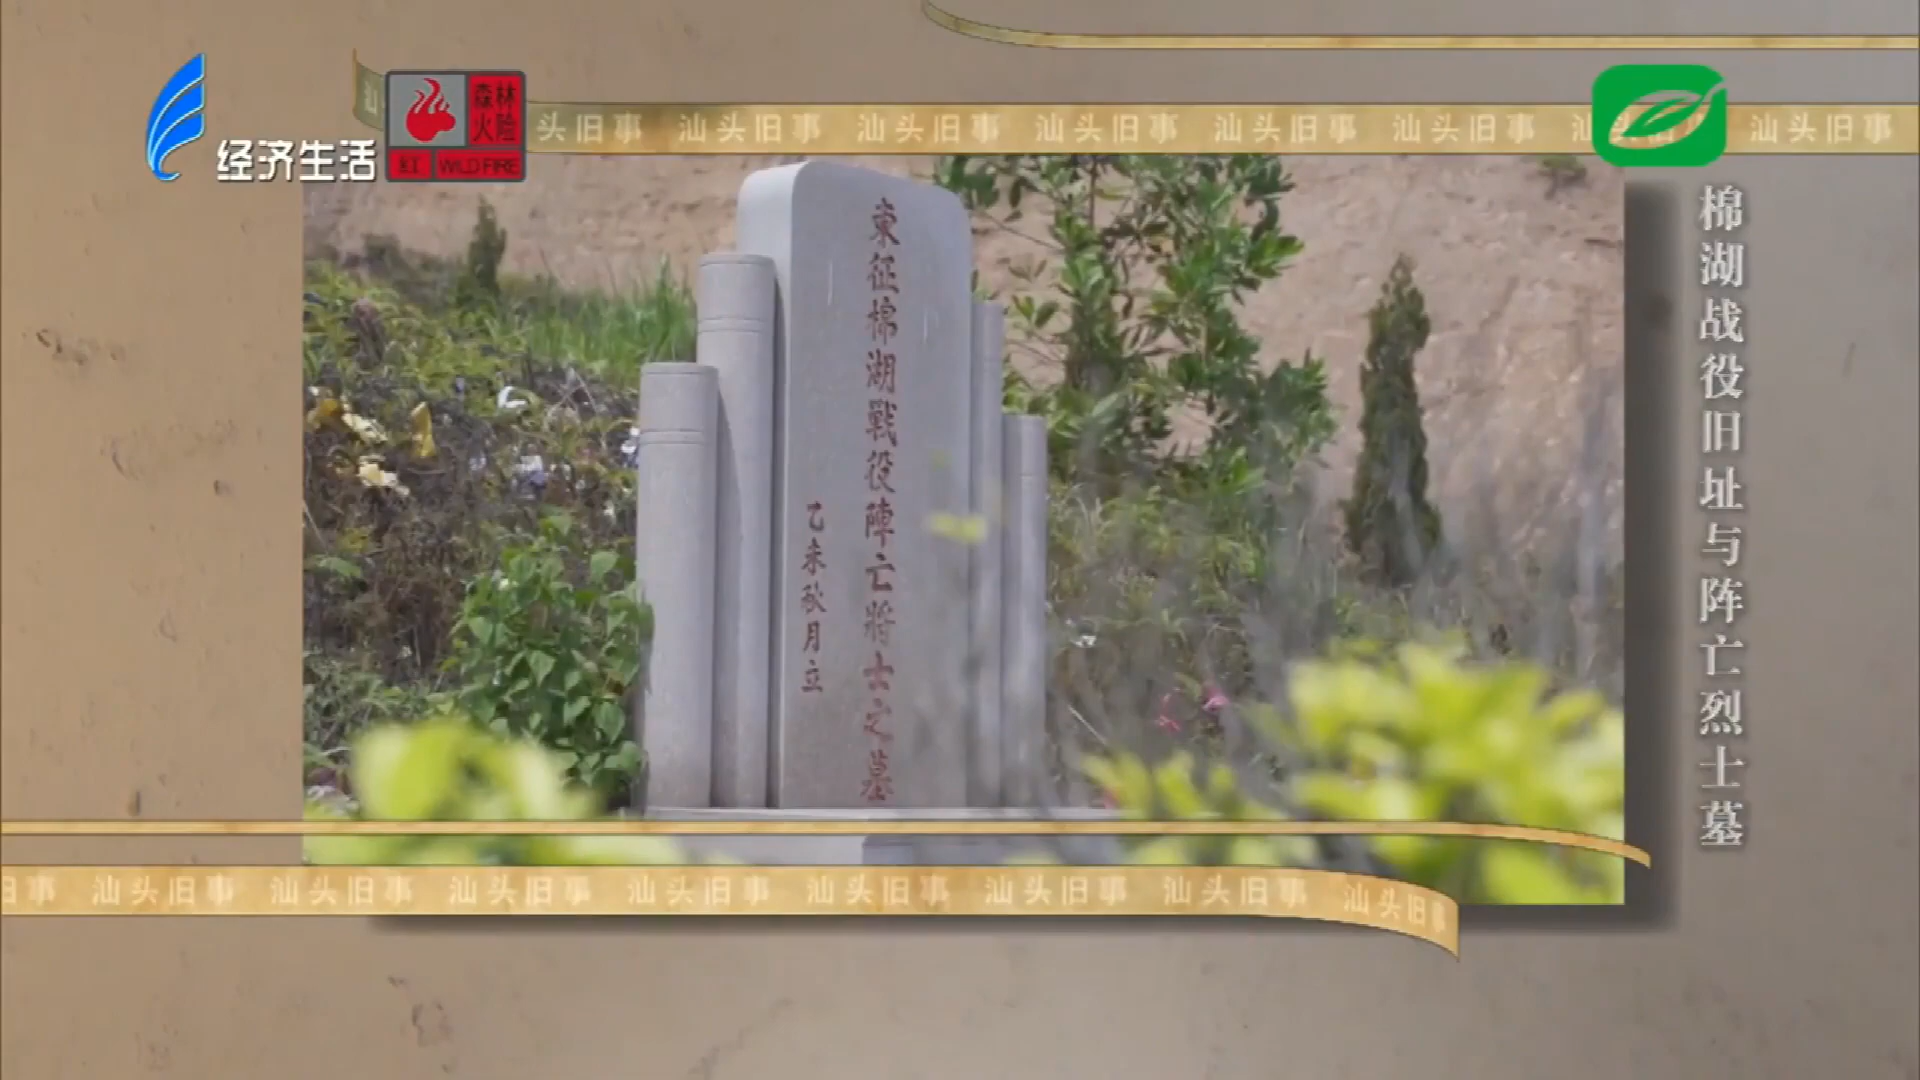 经济生活
森林
火险
红
WILD FIRE
汕
头旧事 汕头旧事 汕头旧事 汕头旧事 汕头旧事 汕头旧事 汕头旧事
東征棉湖戰役陣亡將士之墓
乙未秋月立
棉湖战役旧址与阵亡烈士墓
旧事 汕头旧事 汕头旧事 汕头旧事 汕头旧事 汕头旧事 汕头旧事 汕头旧事 汕头旧事